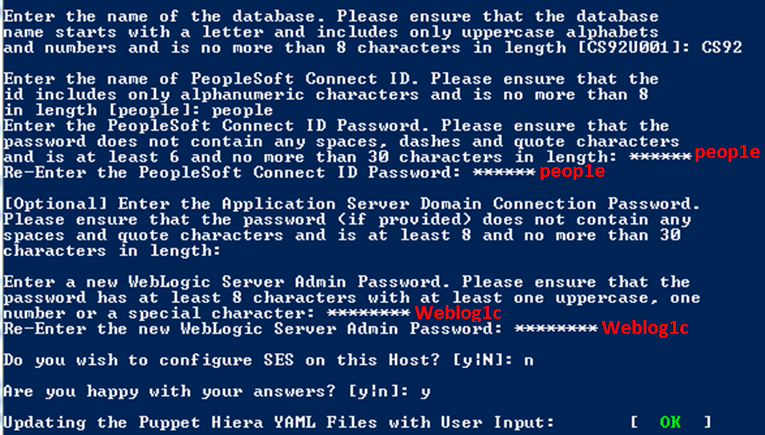 Enter the name of the database. Please ensure that the database
name starts with a letter and includes only uppercase alphabets
and numbers and is no more than 8 characters in length [CS92U001]: CS92
Enter the name of PeopleSoft Connect ID. Please ensure that the
id includes only alphanumeric characters and is no more than 8
in length [people]: people
Enter the PeopleSoft Connect ID Password. Please ensure that the
password does not contain any spaces, dashes and quote characters
and is at least 6 and no more than 30 characters in length: ****** peop1e
Re-Enter the PeopleSoft Connect ID Password: ****** peop1e
[Optional] Enter the Application Server Domain Connection Password.
Please ensure that the password (if provided) does not contain any
spaces and quote characters and is at least 8 and no more than 30
characters in length:
Enter a new WebLogic Server Admin Password. Please ensure that the
password has at least 8 characters with at least one uppercase, one
number or a special character: ******** Weblog1c
Re-Enter the new WebLogic Server Admin Password: ******** Weblog1c
Do you wish to configure SES on this Host? [y|N]: n
Are you happy with your answers? [y|n]: y
Updating the Puppet Hiera YAML Files with User Input: [ OK ]